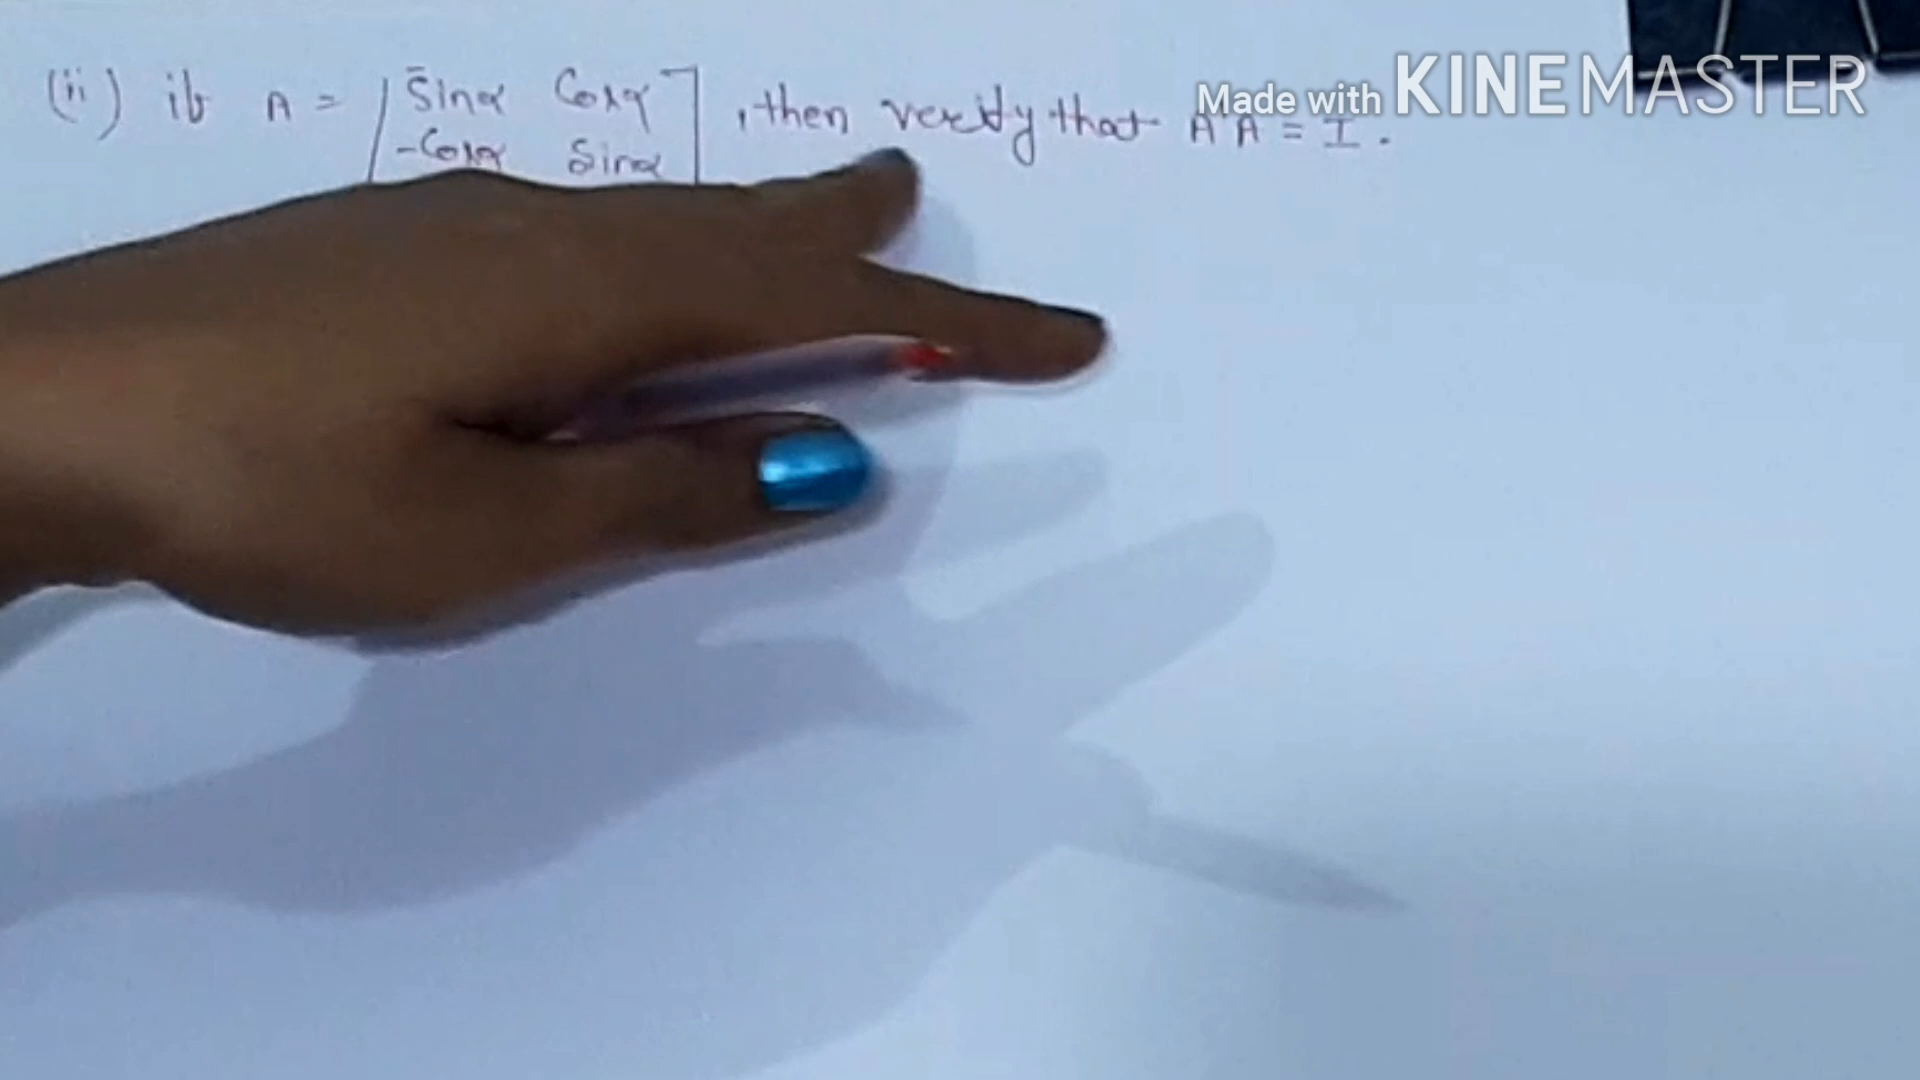 (ii) if A = [Sinα Cosα
-Cosα Sinα] , then verify that A'A = I .
Made with KINEMASTER